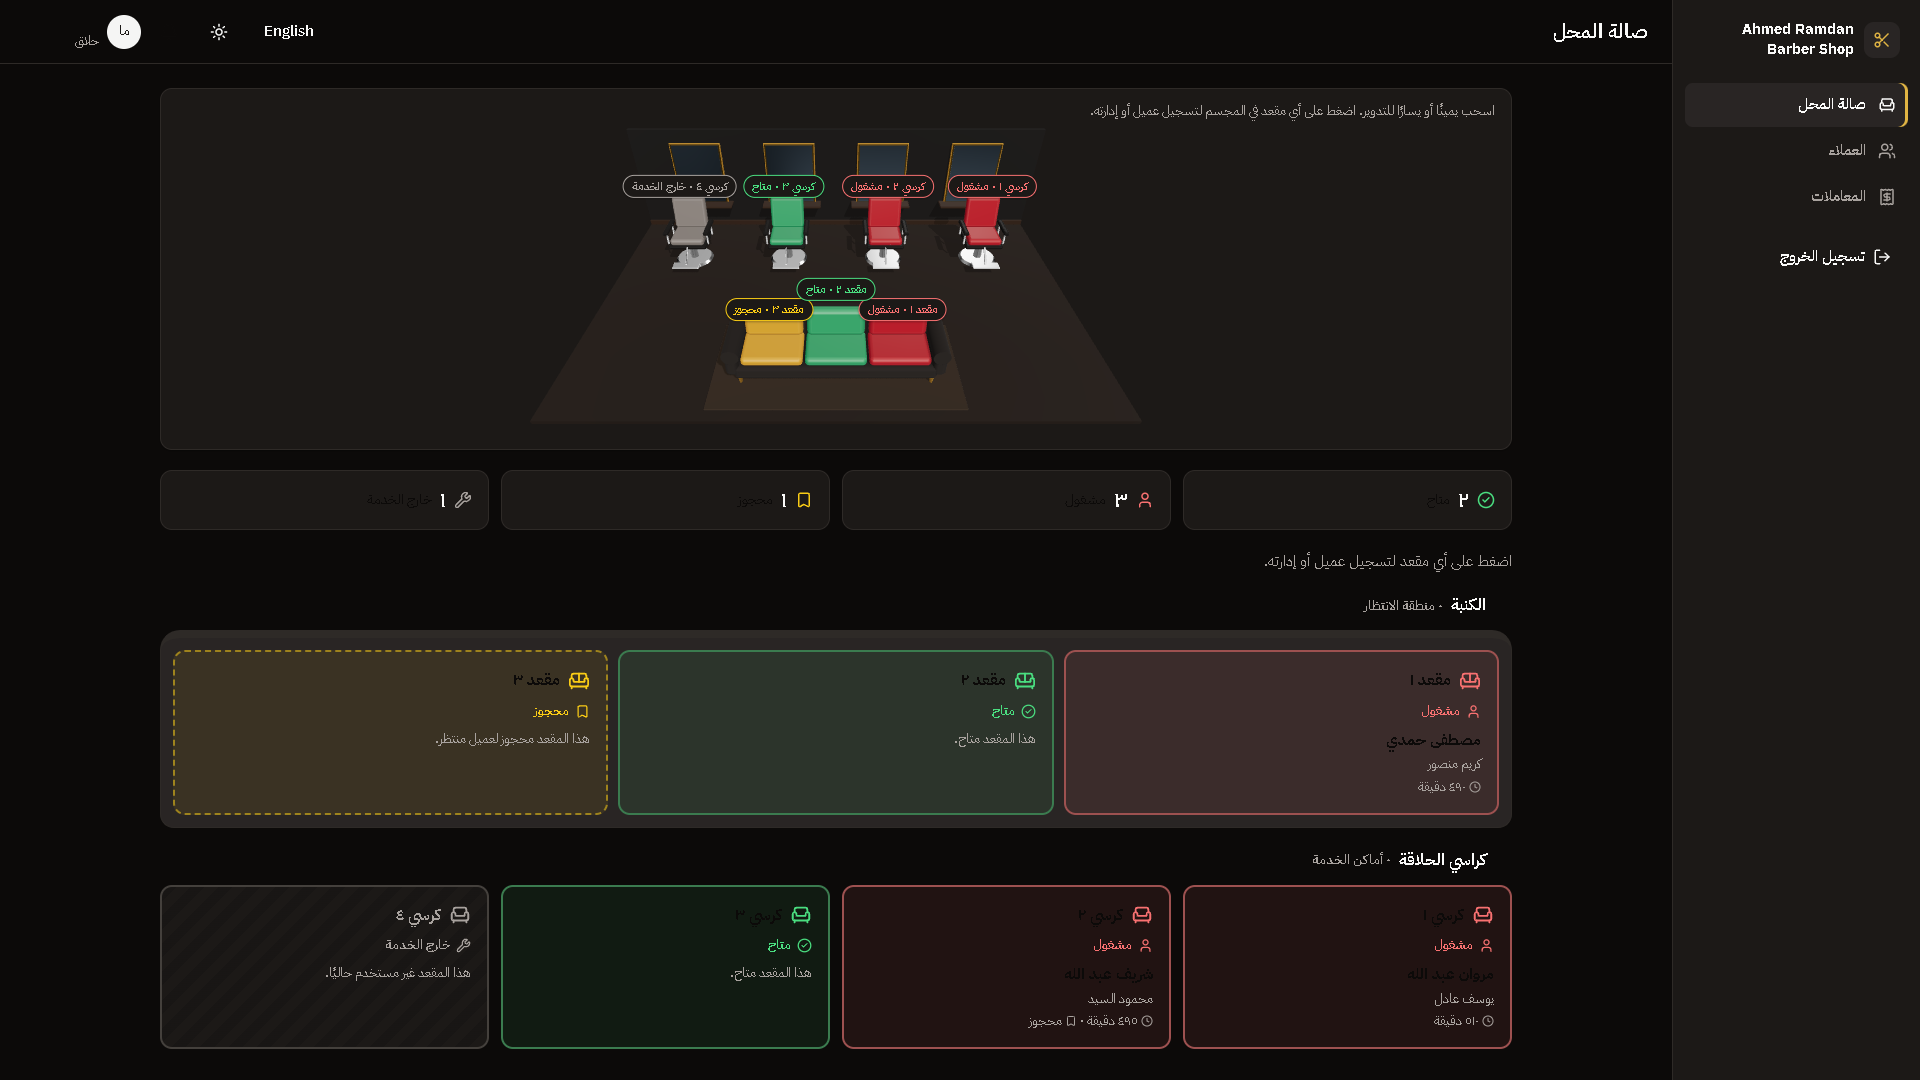 Ahmed Ramdan
Barber Shop
صالة المحل
العملاء
المعاملات
تسجيل الخروج
صالة المحل
English
ما
حلاق
اسحب يمينًا أو يسارًا للتدوير. اضغط على أي مقعد في المجسم لتسجيل عميل أو إدارته.
كرسي ١ • مشغول
كرسي ٢ • مشغول
كرسي ٣ • متاح
كرسي ٤ • خارج الخدمة
مقعد ٢ • متاح
مقعد ١ • مشغول
مقعد ٣ • محجوز
٢ متاح
٣ مشغول
١ محجوز
١ خارج الخدمة
اضغط على أي مقعد لتسجيل عميل أو إدارته.
الكنبة • منطقة الانتظار
مقعد ١
مشغول
مصطفى حمدي
كريم منصور
٤٩٠ دقيقة
مقعد ٢
متاح
هذا المقعد متاح.
مقعد ٣
محجوز
هذا المقعد محجوز لعميل منتظر.
كراسي الحلاقة • أماكن الخدمة
كرسي ١
مشغول
مروان عبد الله
يوسف عادل
٥١٠ دقيقة
كرسي ٢
مشغول
شريف عبد الله
محمود السيد
٤٩٥ دقيقة • محجوز
كرسي ٣
متاح
هذا المقعد متاح.
كرسي ٤
خارج الخدمة
هذا المقعد غير مستخدم حاليًا.